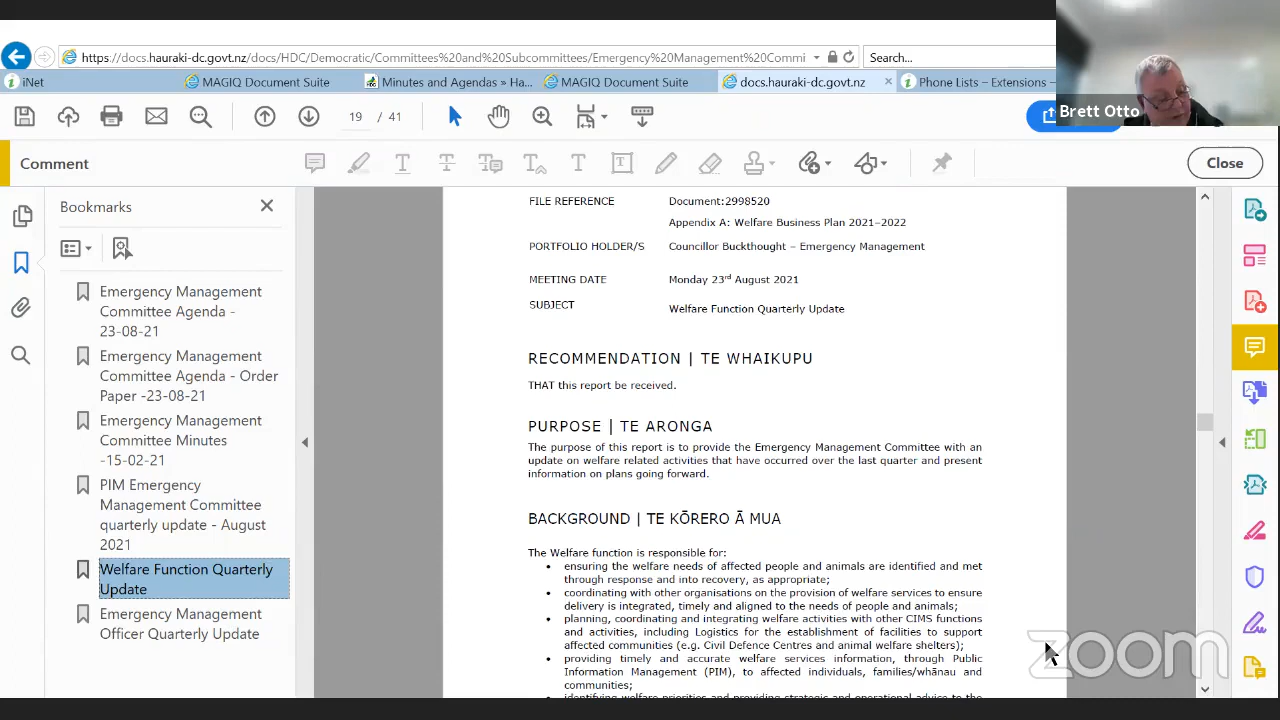 https://docs.hauraki-dc.govt.nz/docs/HDC/Democratic/Committees%20and%20Subcommittees/Emergency%20Management%20Commi
Search...
iNet
MAGIQ Document Suite
Minutes and Agendas » Ha...
MAGIQ Document Suite
docs.hauraki-dc.govt.nz
Phone Lists – Extensions
Brett Otto
19 / 41
Comment
Close
Bookmarks
Emergency Management
Committee Agenda -
23-08-21
Emergency Management
Committee Agenda - Order
Paper -23-08-21
Emergency Management
Committee Minutes
-15-02-21
PIM Emergency
Management Committee
quarterly update - August
2021
Welfare Function Quarterly
Update
Emergency Management
Officer Quarterly Update
FILE REFERENCE Document:2998520
Appendix A: Welfare Business Plan 2021–2022
PORTFOLIO HOLDER/S Councillor Buckthought – Emergency Management
MEETING DATE Monday 23rd August 2021
SUBJECT Welfare Function Quarterly Update
RECOMMENDATION | TE WHAIKUPU
THAT this report be received.
PURPOSE | TE ARONGA
The purpose of this report is to provide the Emergency Management Committee with an
update on welfare related activities that have occurred over the last quarter and present
information on plans going forward.
BACKGROUND | TE KŌRERO Ā MUA
The Welfare function is responsible for:
• ensuring the welfare needs of affected people and animals are identified and met
through response and into recovery, as appropriate;
• coordinating with other organisations on the provision of welfare services to ensure
delivery is integrated, timely and aligned to the needs of people and animals;
• planning, coordinating and integrating welfare activities with other CIMS functions
and activities, including Logistics for the establishment of facilities to support
affected communities (e.g. Civil Defence Centres and animal welfare shelters);
• providing timely and accurate welfare services information, through Public
Information Management (PIM), to affected individuals, families/whānau and
communities;
• identifying welfare priorities and providing strategic and operational advice to the
zoom